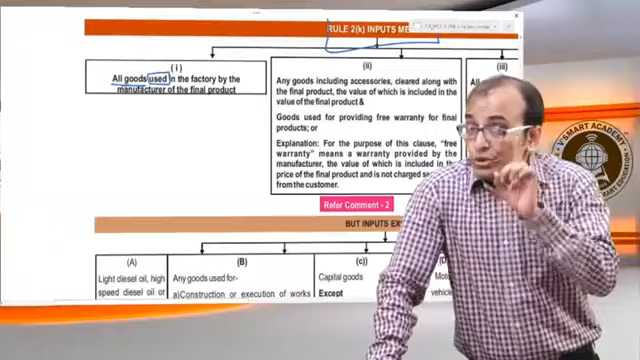 RULE 2(k) INPUTS ME
(i)
All goods used in the factory by the
manufacturer of the final product
(ii)
Any goods including accessories, cleared along with
the final product, the value of which is included in the
value of the final product &
Goods used for providing free warranty for final
products; or
Explanation: For the purpose of this clause, "free
warranty" means a warranty provided by the
manufacturer, the value of which is included in the
price of the final product and is not charged se
from the customer.
(iii)
All
Refer Comment - 2
BUT INPUTS EX
(A)
Light diesel oil, high
speed diesel oil or
(B)
Any goods used for-
a)Construction or execution of works
(c)
Capital goods
Except
(D
Moto
vehicle
V'SMART ACADEMY
SMART EDUCATION